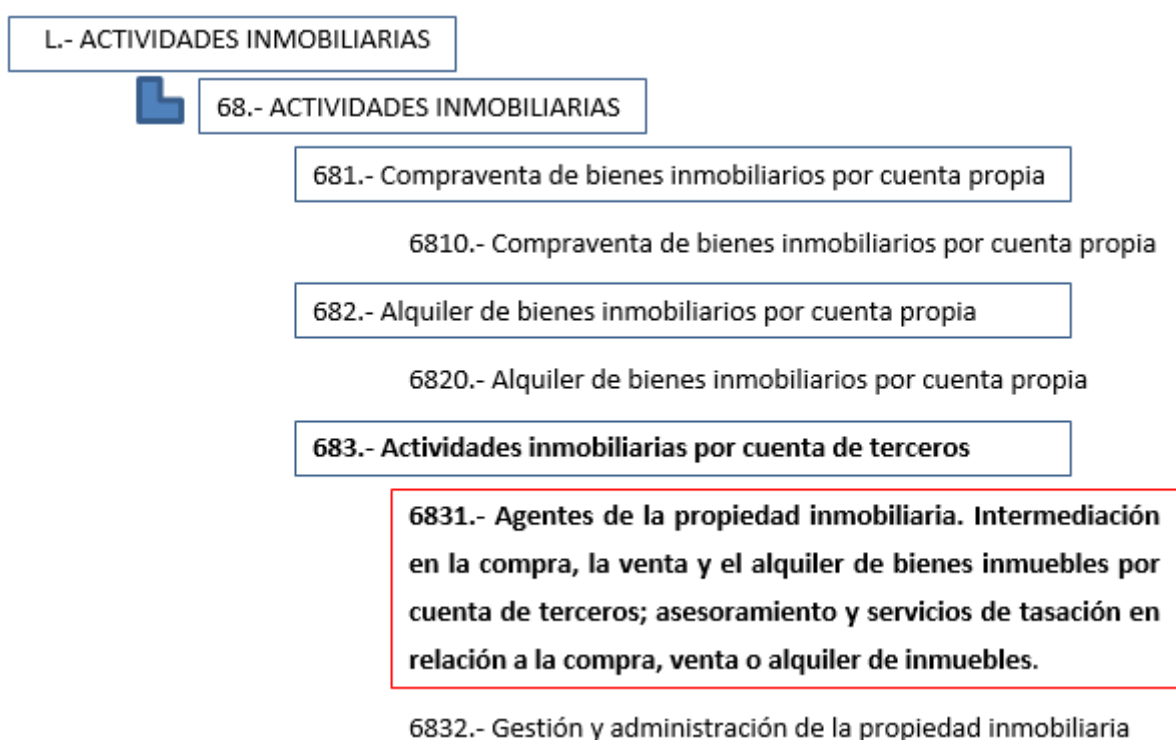 L.- ACTIVIDADES INMOBILIARIAS
68.- ACTIVIDADES INMOBILIARIAS
681.- Compraventa de bienes inmobiliarios por cuenta propia
6810.- Compraventa de bienes inmobiliarios por cuenta propia
682.- Alquiler de bienes inmobiliarios por cuenta propia
6820.- Alquiler de bienes inmobiliarios por cuenta propia
683.- Actividades inmobiliarias por cuenta de terceros
6831.- Agentes de la propiedad inmobiliaria. Intermediación
en la compra, la venta y el alquiler de bienes inmuebles por
cuenta de terceros; asesoramiento y servicios de tasación en
relación a la compra, venta o alquiler de inmuebles.
6832.- Gestión y administración de la propiedad inmobiliaria